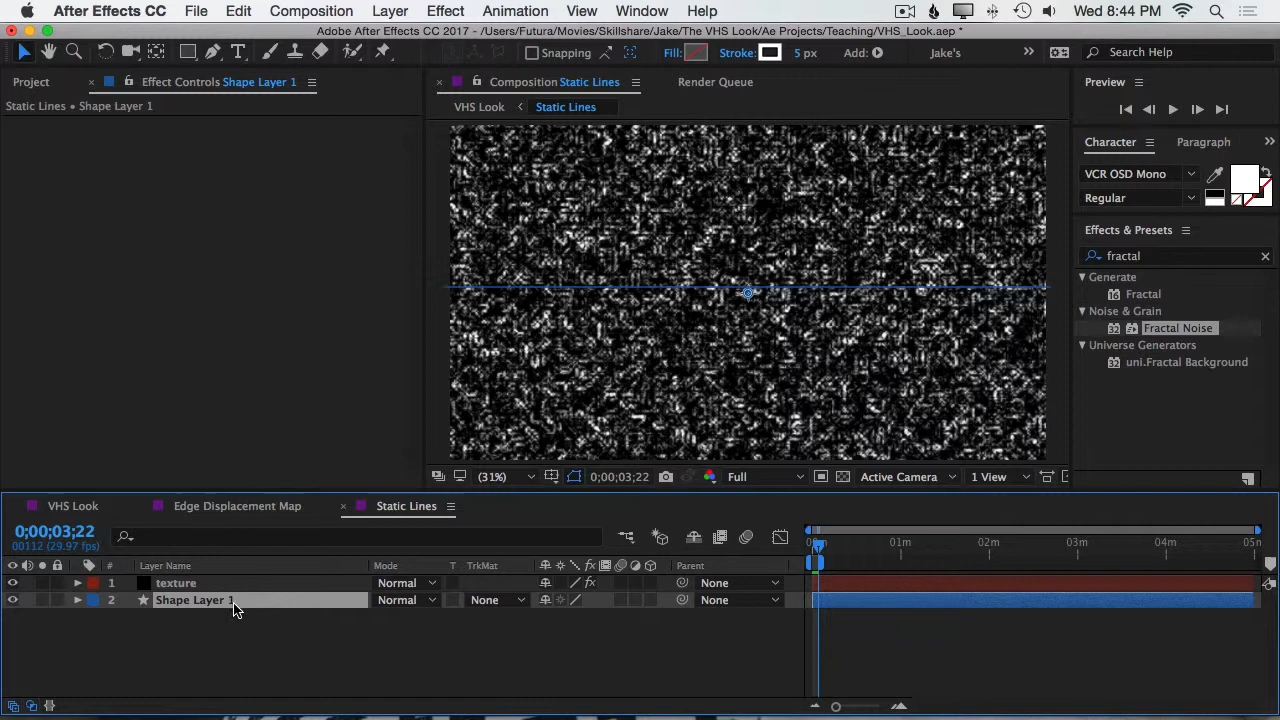 After Effects CC File Edit Composition Layer Effect Animation View Window Help Wed 8:44 PM
Adobe After Effects CC 2017 - /Users/Futura/Movies/Skillshare/Jake/The VHS Look/Ae Projects/Teaching/VHS_Look.aep *
Snapping Fill: Stroke: 5 px Add: Jake's Search Help
Project Effect Controls Shape Layer 1 Composition Static Lines Render Queue Preview
Static Lines • Shape Layer 1 VHS Look Static Lines
Character Paragraph
VCR OSD Mono
Regular
Effects & Presets
fractal
Generate
16 Fractal
Noise & Grain
32 Fractal Noise
Universe Generators
32 uni.Fractal Background
(31%) 0;00;03;22 Full Active Camera 1 View
VHS Look Edge Displacement Map Static Lines
0;00;03;22
00112 (29.97 fps)
01m 02m 03m 04m
# Layer Name Mode T TrkMat fx Parent
1 texture Normal fx None
2 Shape Layer 1 Normal None None